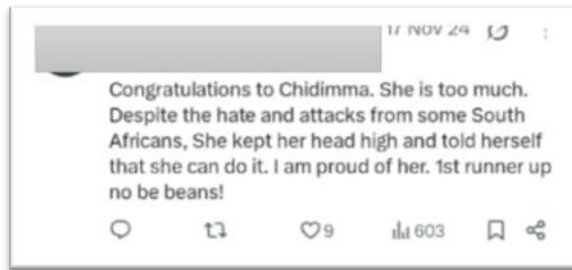 17 NOV 24
Congratulations to Chidimma. She is too much.
Despite the hate and attacks from some South
Africans, She kept her head high and told herself
that she can do it. I am proud of her. 1st runner up
no be beans!
9 603